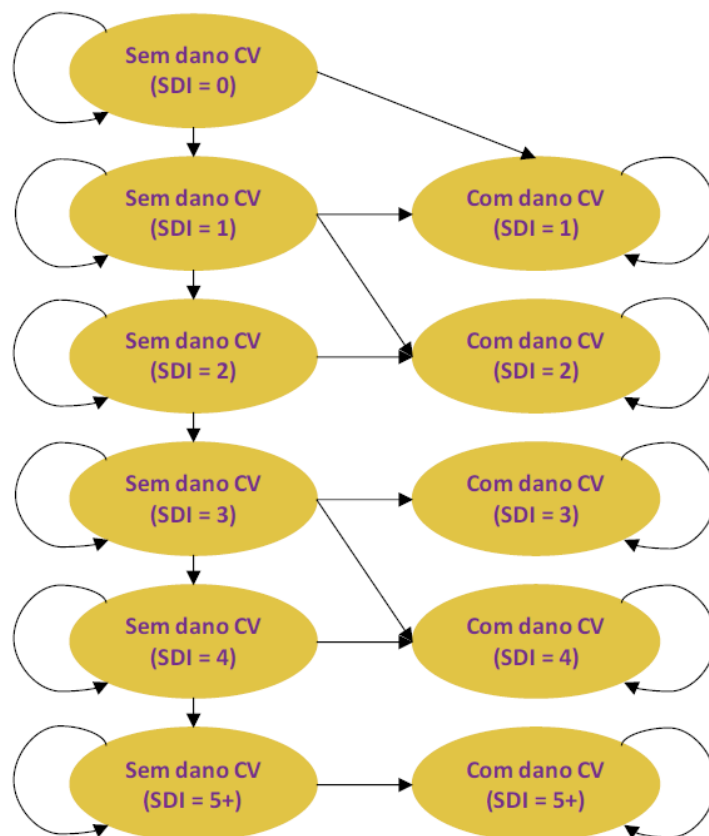 Sem dano CV
(SDI = 0)
Sem dano CV
(SDI = 1)
Com dano CV
(SDI = 1)
Sem dano CV
(SDI = 2)
Com dano CV
(SDI = 2)
Sem dano CV
(SDI = 3)
Com dano CV
(SDI = 3)
Sem dano CV
(SDI = 4)
Com dano CV
(SDI = 4)
Sem dano CV
(SDI = 5+)
Com dano CV
(SDI = 5+)